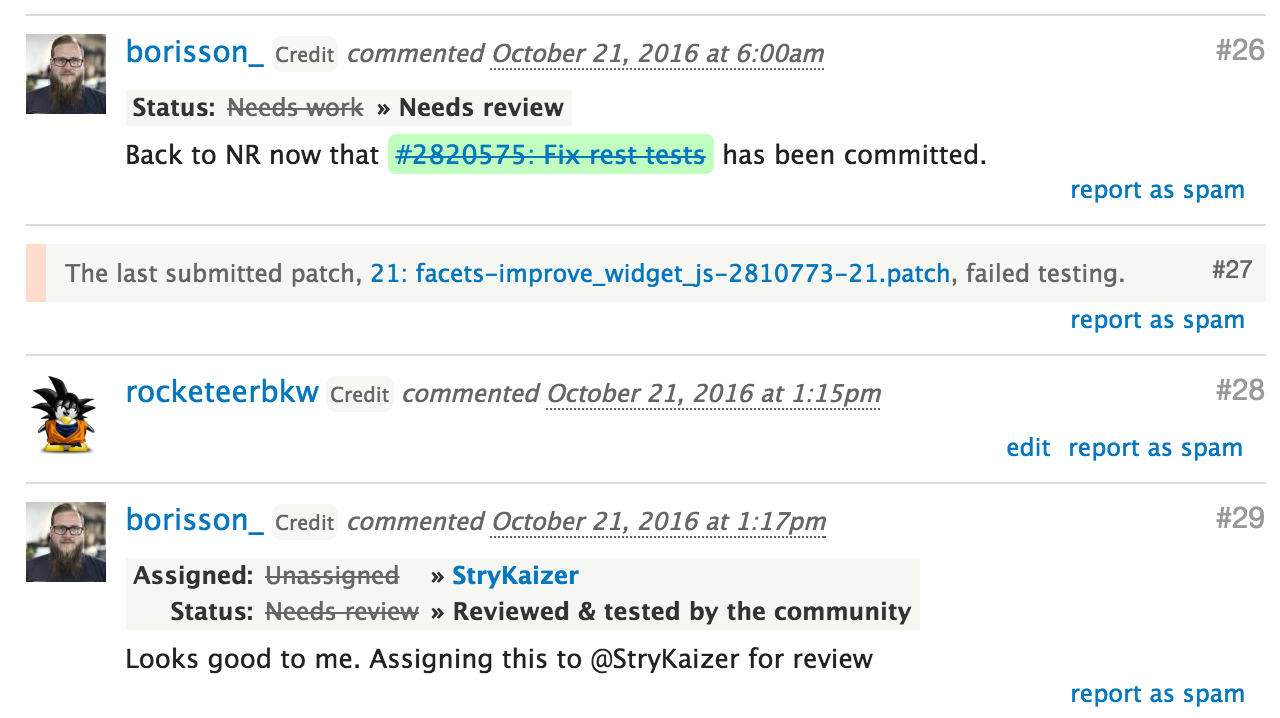 borisson_ Credit commented October 21, 2016 at 6:00am #26
Status: Needs work » Needs review
Back to NR now that #2820575: Fix rest tests has been committed.
report as spam
The last submitted patch, 21: facets-improve_widget_js-2810773-21.patch, failed testing. #27
report as spam
rocketeerbkw Credit commented October 21, 2016 at 1:15pm #28
edit report as spam
borisson_ Credit commented October 21, 2016 at 1:17pm #29
Assigned: Unassigned » StryKaizer
Status: Needs review » Reviewed & tested by the community
Looks good to me. Assigning this to @StryKaizer for review
report as spam